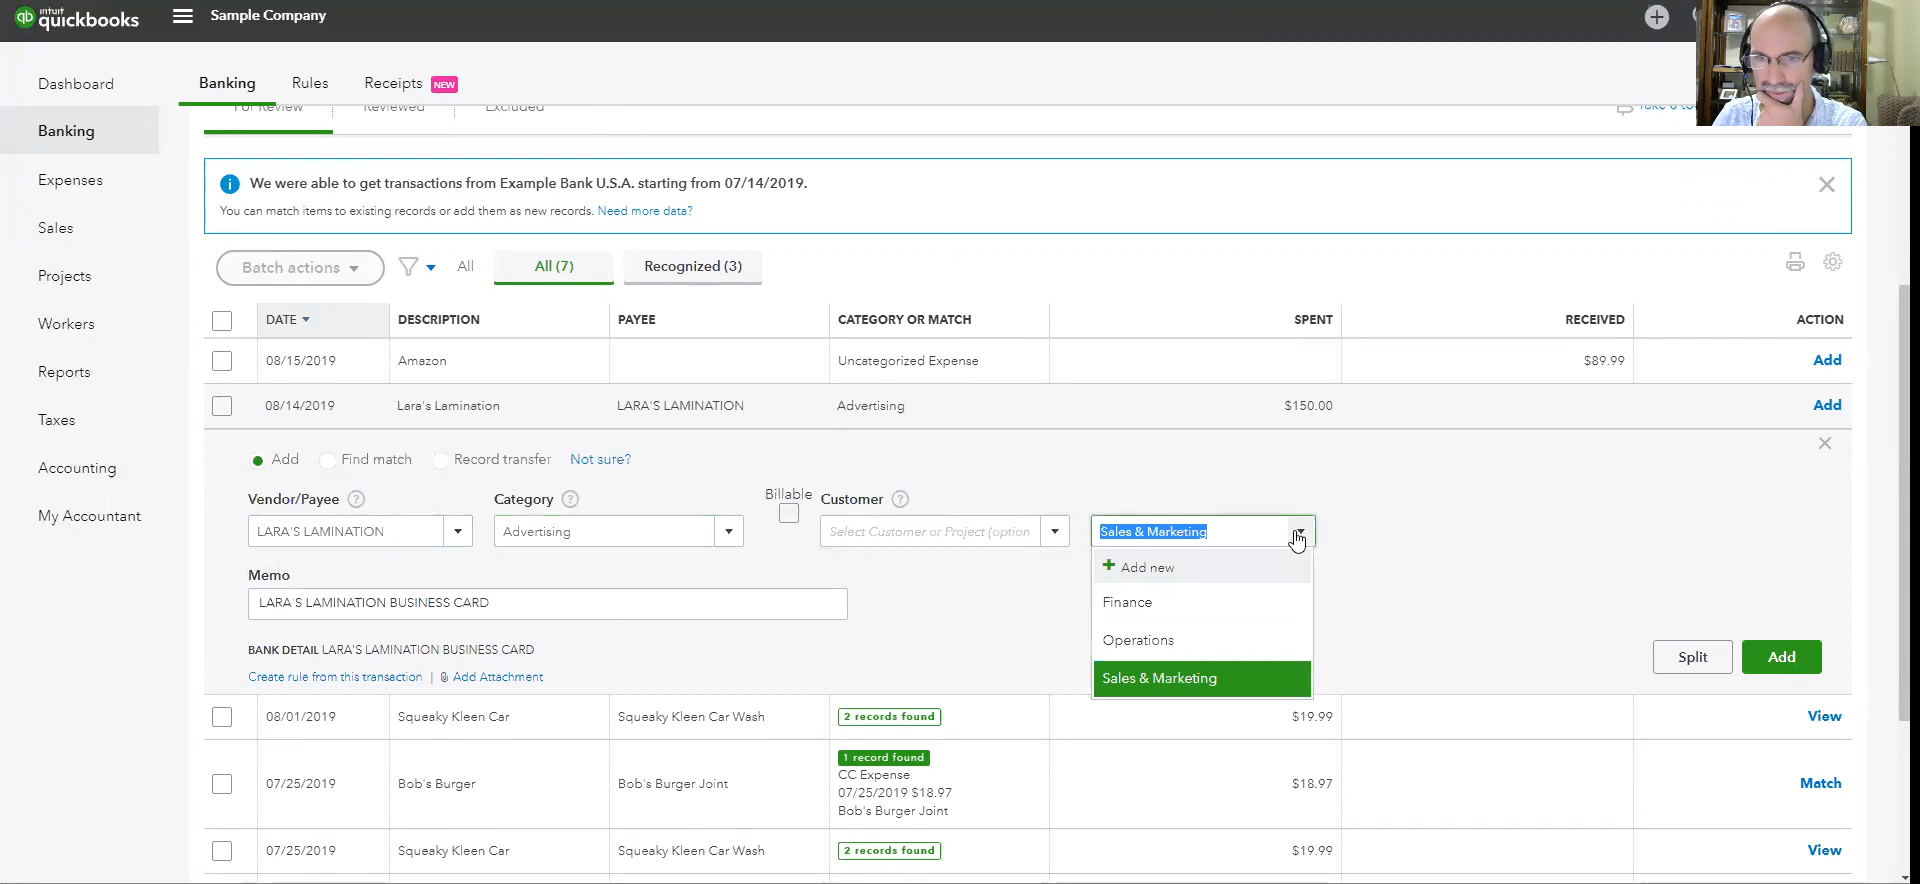 intuit
quickbooks
Sample Company
Dashboard
Banking
Expenses
Sales
Projects
Workers
Reports
Taxes
Accounting
My Accountant
Banking
Rules
Receipts NEW
For Review
Reviewed
Excluded
We were able to get transactions from Example Bank U.S.A. starting from 07/14/2019.
You can match items to existing records or add them as new records. Need more data?
Batch actions
All
All (7)
Recognized (3)
DATE DESCRIPTION PAYEE CATEGORY OR MATCH SPENT RECEIVED ACTION
08/15/2019 Amazon Uncategorized Expense $89.99 Add
08/14/2019 Lara's Lamination LARA'S LAMINATION Advertising $150.00 Add
Add Find match Record transfer Not sure?
Vendor/Payee ? Category ? Billable Customer ?
LARA'S LAMINATION Advertising Select Customer or Project (option Sales & Marketing
Add new
Finance
Operations
Sales & Marketing
Memo
LARA'S LAMINATION BUSINESS CARD
BANK DETAIL LARA'S LAMINATION BUSINESS CARD
Create rule from this transaction | Add Attachment
Split Add
08/01/2019 Squeaky Kleen Car Squeaky Kleen Car Wash 2 records found $19.99 View
07/25/2019 Bob's Burger Bob's Burger Joint 1 record found $18.97 Match
CC Expense
07/25/2019 $18.97
Bob's Burger Joint
07/25/2019 Squeaky Kleen Car Squeaky Kleen Car Wash 2 records found $19.99 View